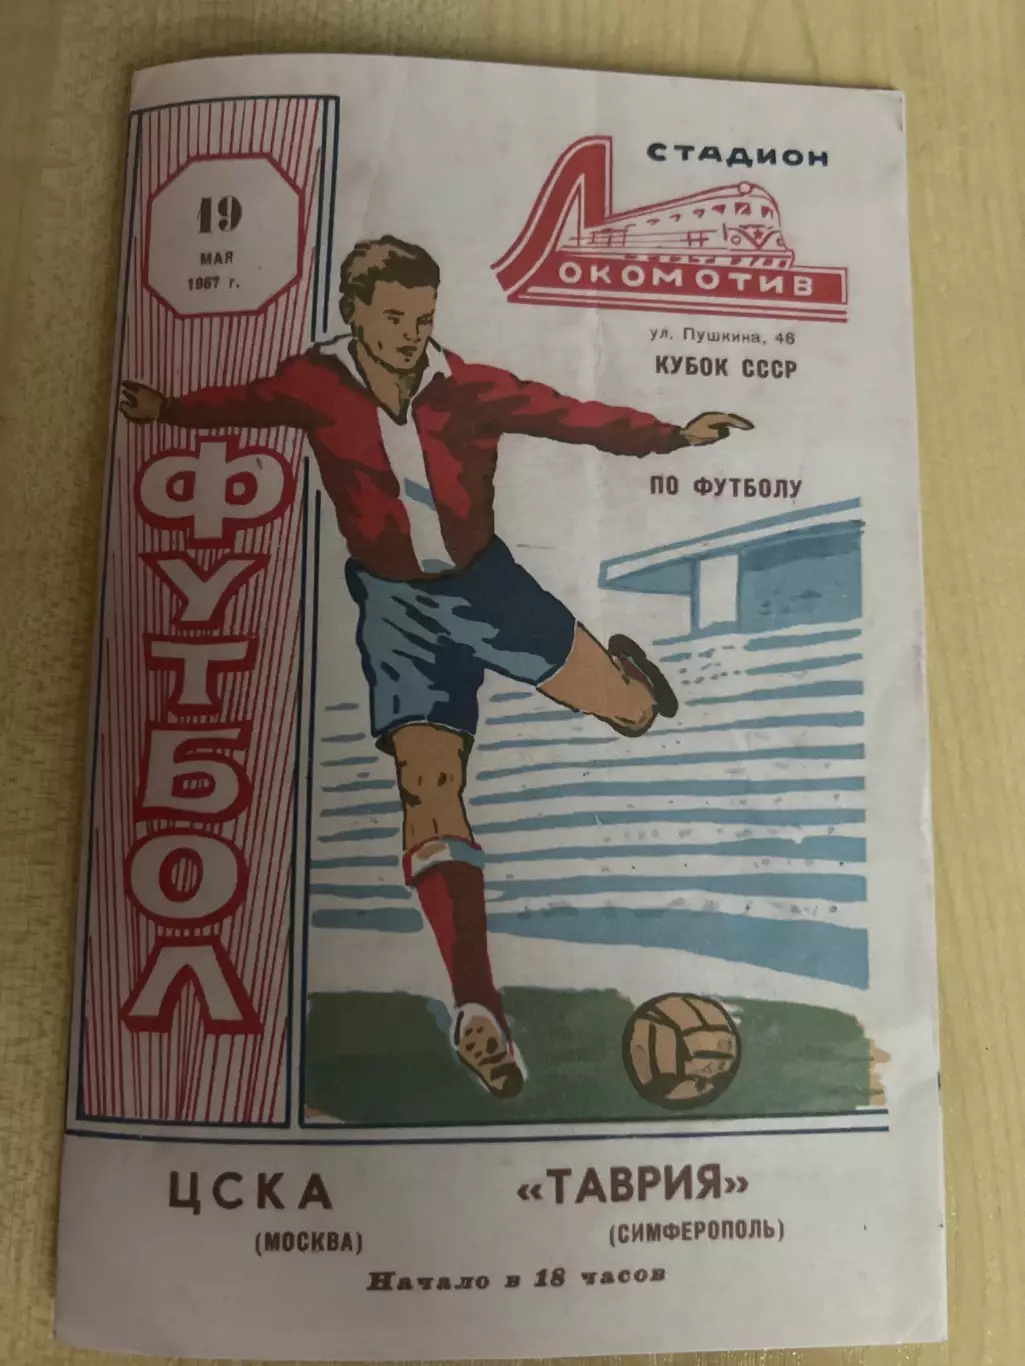 19
МАЯ
1967 г.
СТАДИОН
ЛОКОМОТИВ
ул. Пушкина, 46
КУБОК СССР
ПО ФУТБОЛУ
ФУТБОЛ
ЦСКА
(МОСКВА)
«ТАВРИЯ»
(СИМФЕРОПОЛЬ)
Начало в 18 часов